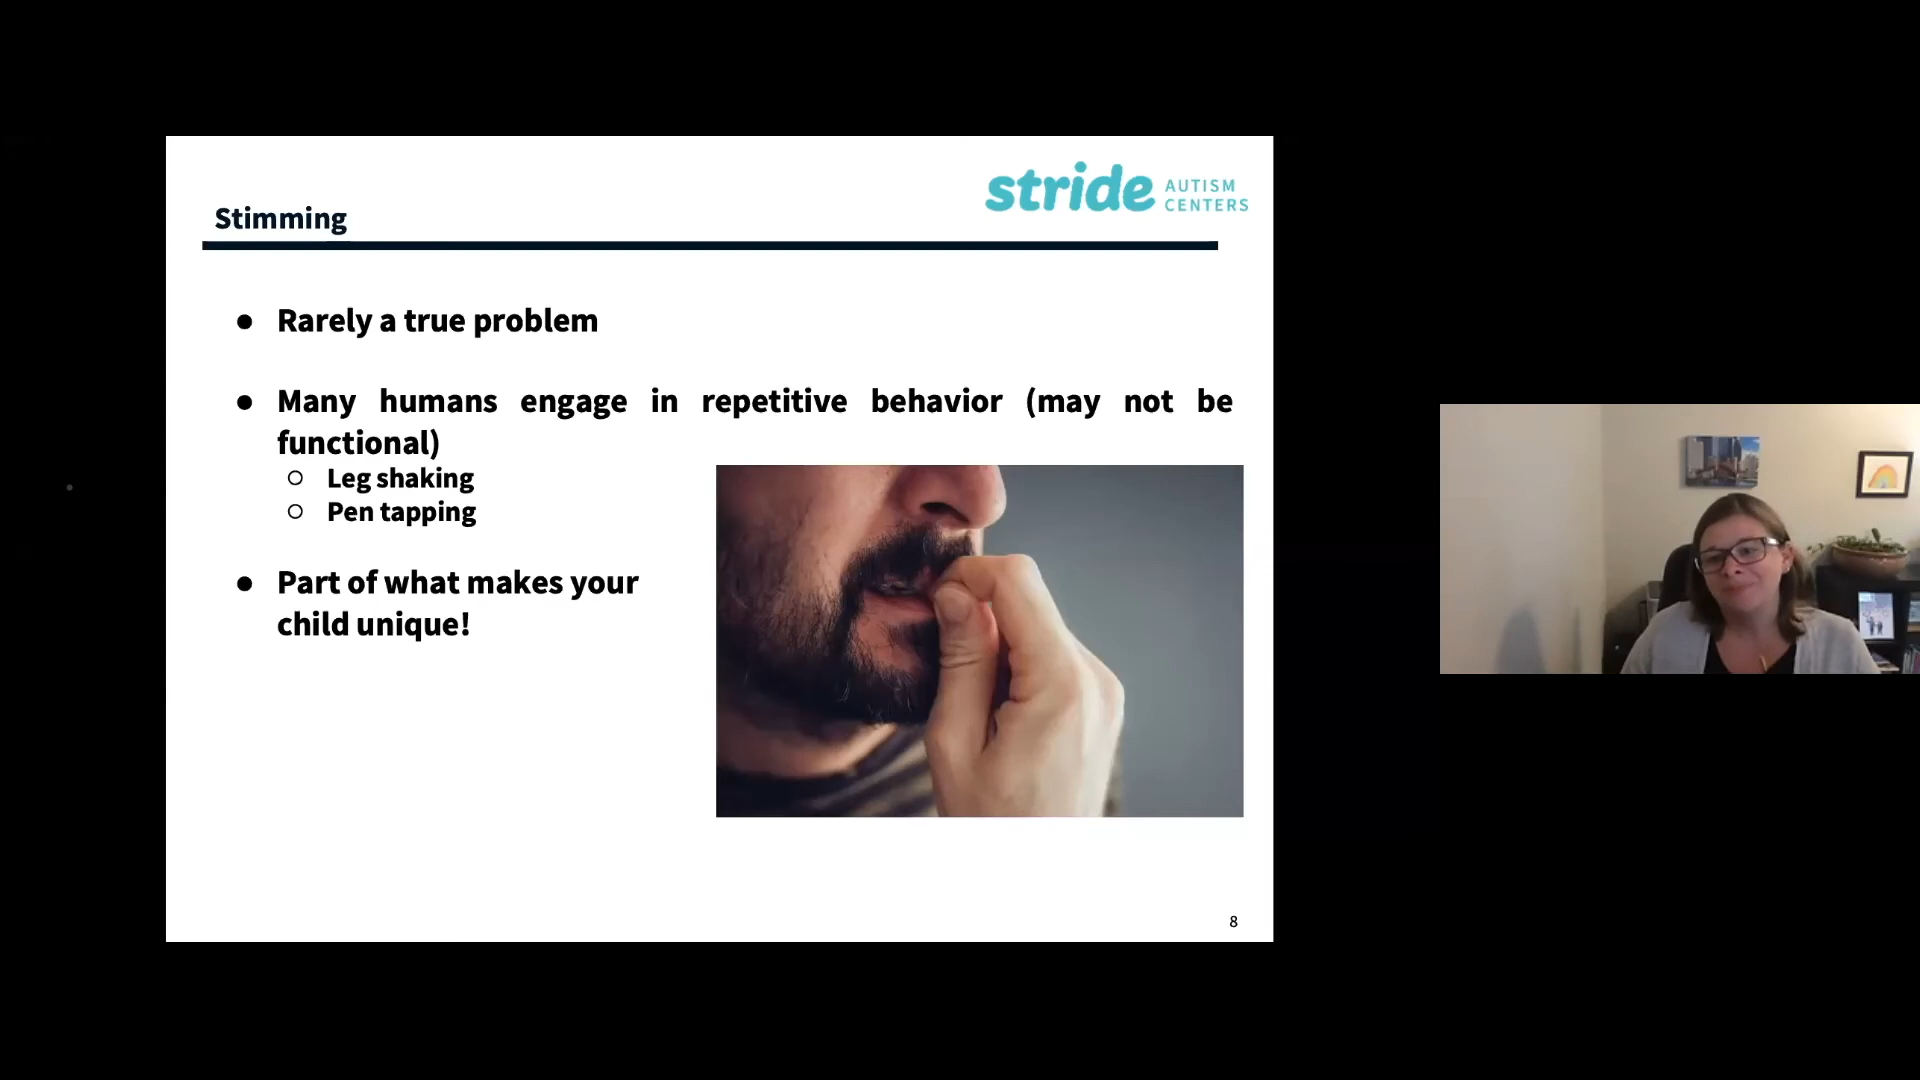 stride AUTISM
CENTERS
Stimming
● Rarely a true problem
● Many humans engage in repetitive behavior (may not be
functional)
○ Leg shaking
○ Pen tapping
● Part of what makes your
child unique!
8